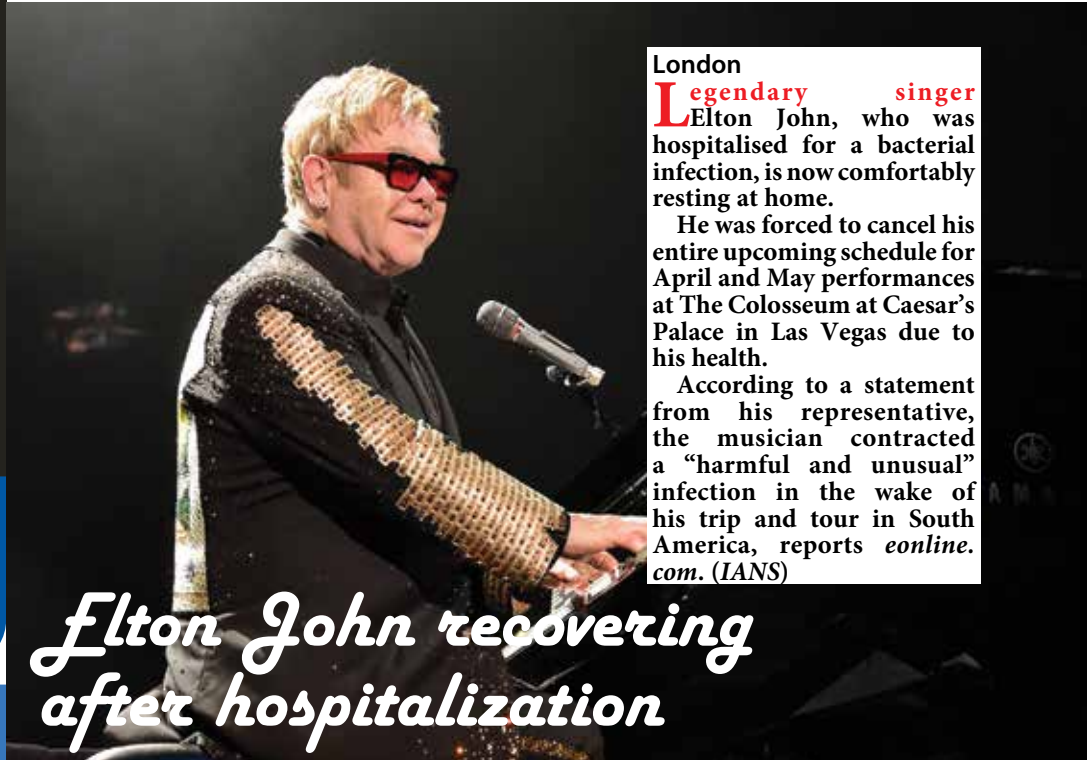 London
Legendary singer
Elton John, who was
hospitalised for a bacterial
infection, is now comfortably
resting at home.
He was forced to cancel his
entire upcoming schedule for
April and May performances
at The Colosseum at Caesar’s
Palace in Las Vegas due to
his health.
According to a statement
from his representative,
the musician contracted
a “harmful and unusual”
infection in the wake of
his trip and tour in South
America, reports eonline.
com. (IANS)
Elton John recovering
after hospitalization